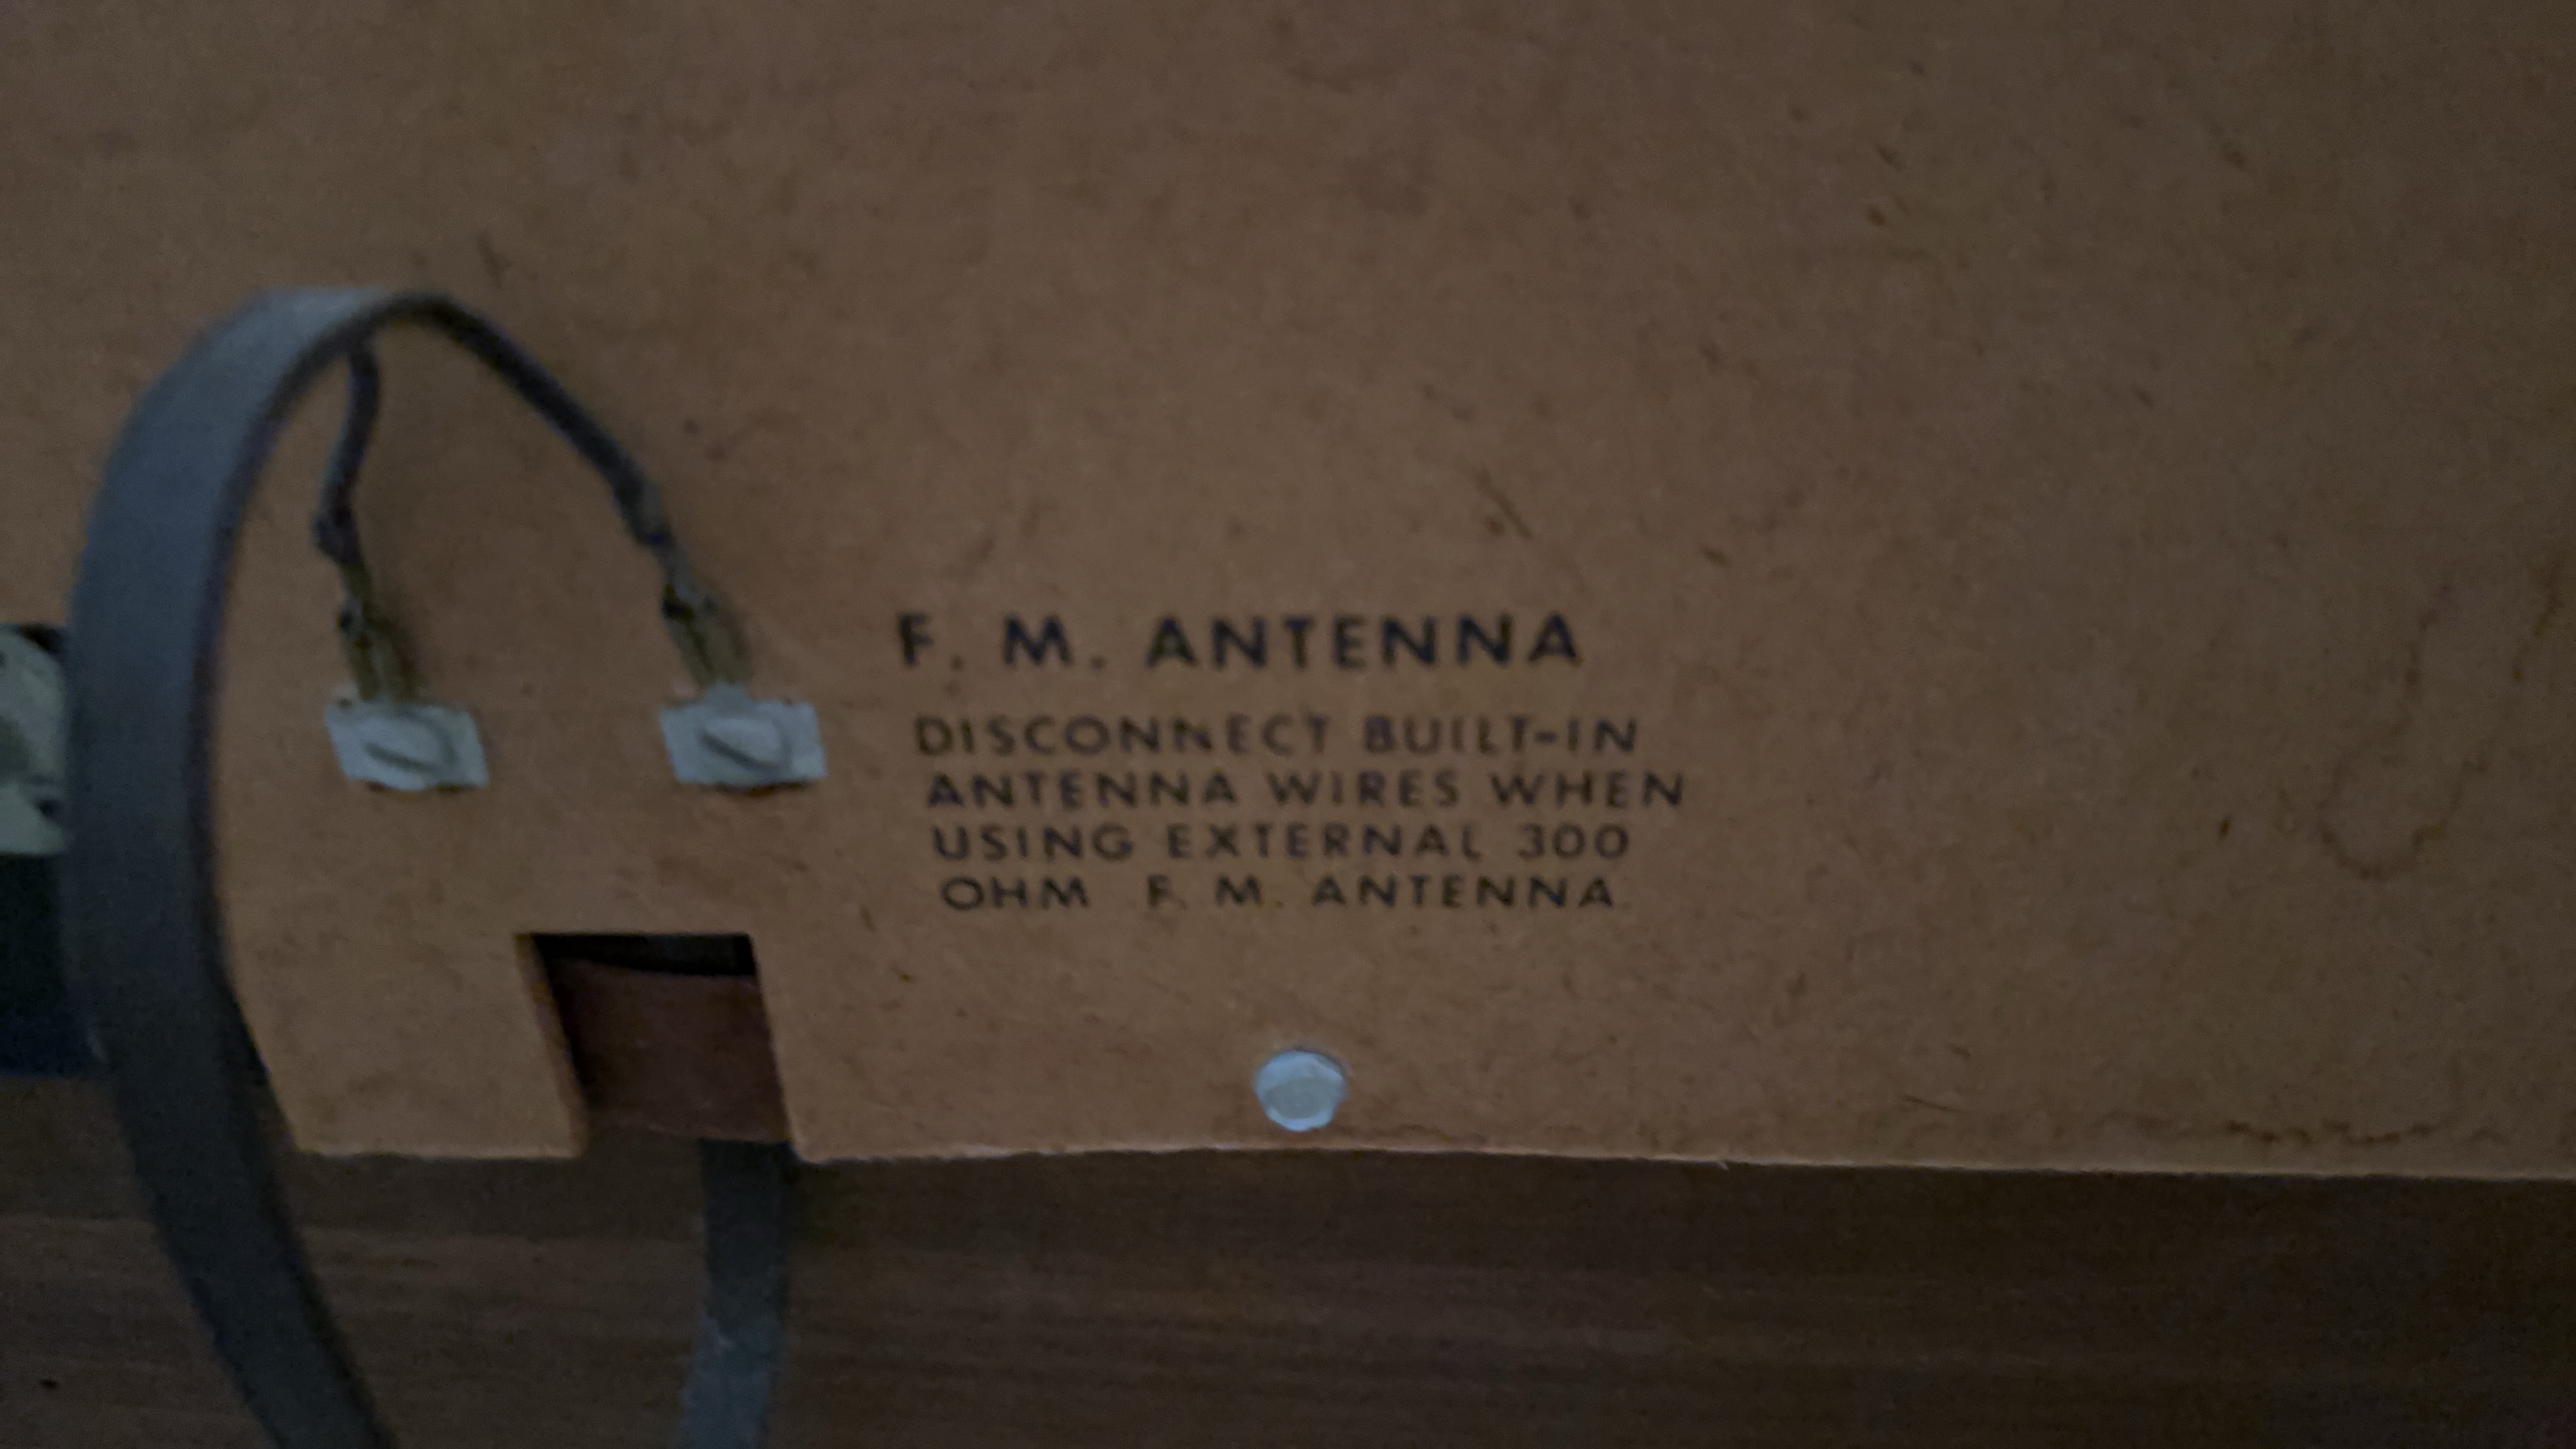 F. M. ANTENNA
DISCONNECT BUILT-IN
ANTENNA WIRES WHEN
USING EXTERNAL 300
OHM F. M. ANTENNA.